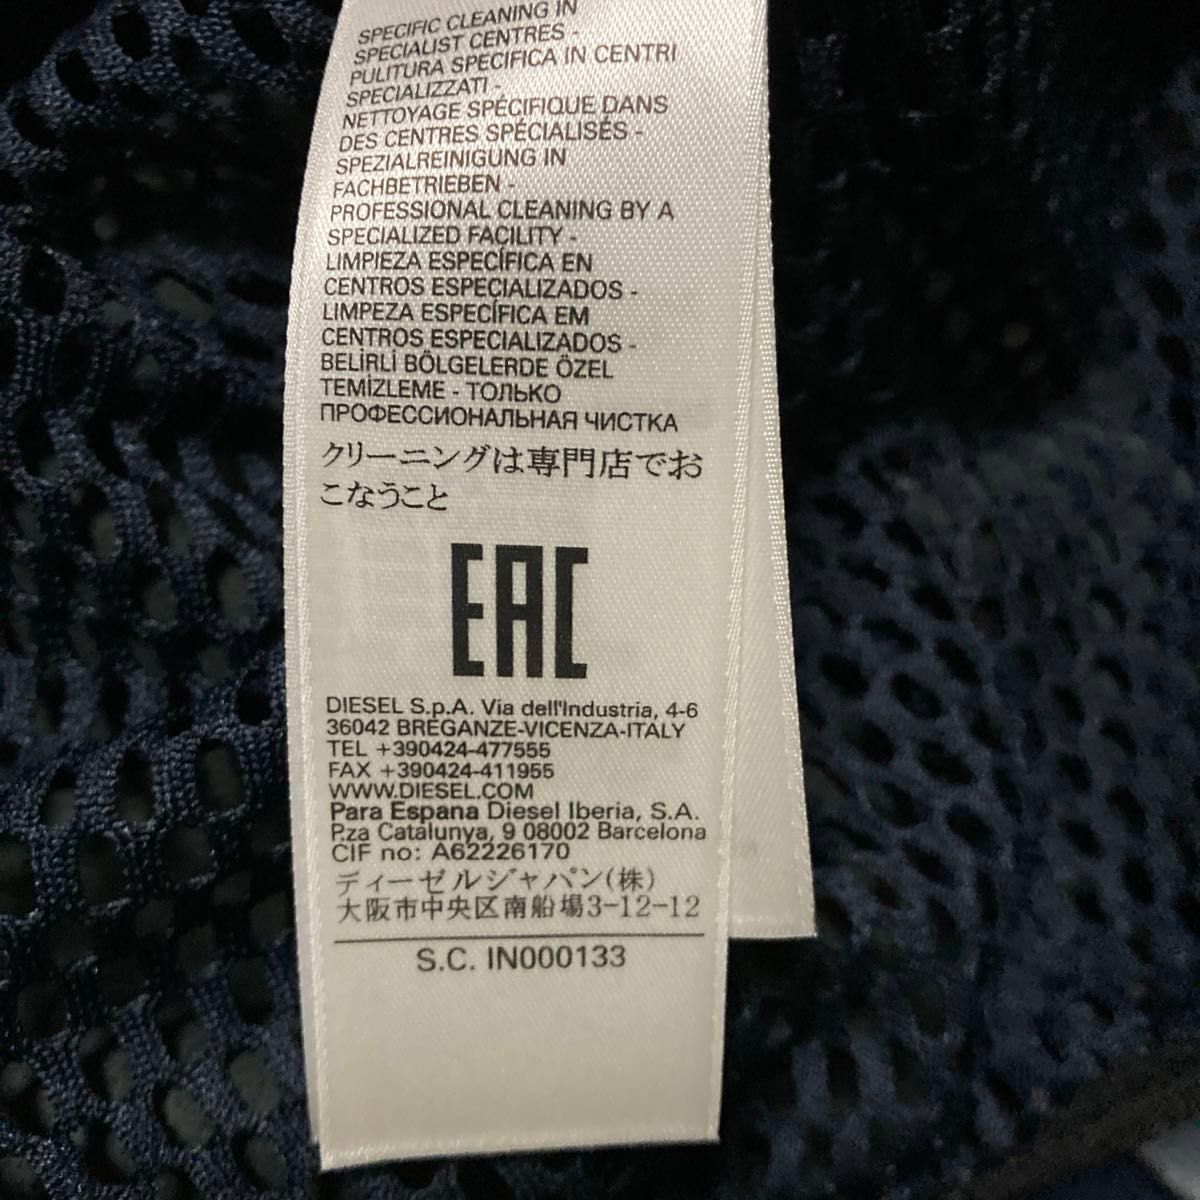 SPECIFIC CLEANING IN
SPECIALIST CENTRES -
PULITURA SPECIFICA IN CENTRI
SPECIALIZZATI -
NETTOYAGE SPÉCIFIQUE DANS
DES CENTRES SPÉCIALISÉS -
SPEZIALREINIGUNG IN
FACHBETRIEBEN -
PROFESSIONAL CLEANING BY A
SPECIALIZED FACILITY -
LIMPIEZA ESPECÍFICA EN
CENTROS ESPECIALIZADOS -
LIMPEZA ESPECÍFICA EM
CENTROS ESPECIALIZADOS -
BELİRLİ BÖLGELERDE ÖZEL
TEMİZLEME - ТОЛЬКО
ПРОФЕССИОНАЛЬНАЯ ЧИСТКА
クリーニングは専門店でお
こなうこと
EAC
DIESEL S.p.A. Via dell'Industria, 4-6
36042 BREGANZE-VICENZA-ITALY
TEL +390424-477555
FAX +390424-411955
WWW.DIESEL.COM
Para Espana Diesel Iberia, S.A.
P.za Catalunya, 9 08002 Barcelona
CIF no: A62226170
ディーゼルジャパン(株)
大阪市中央区南船場3-12-12
S.C. IN000133